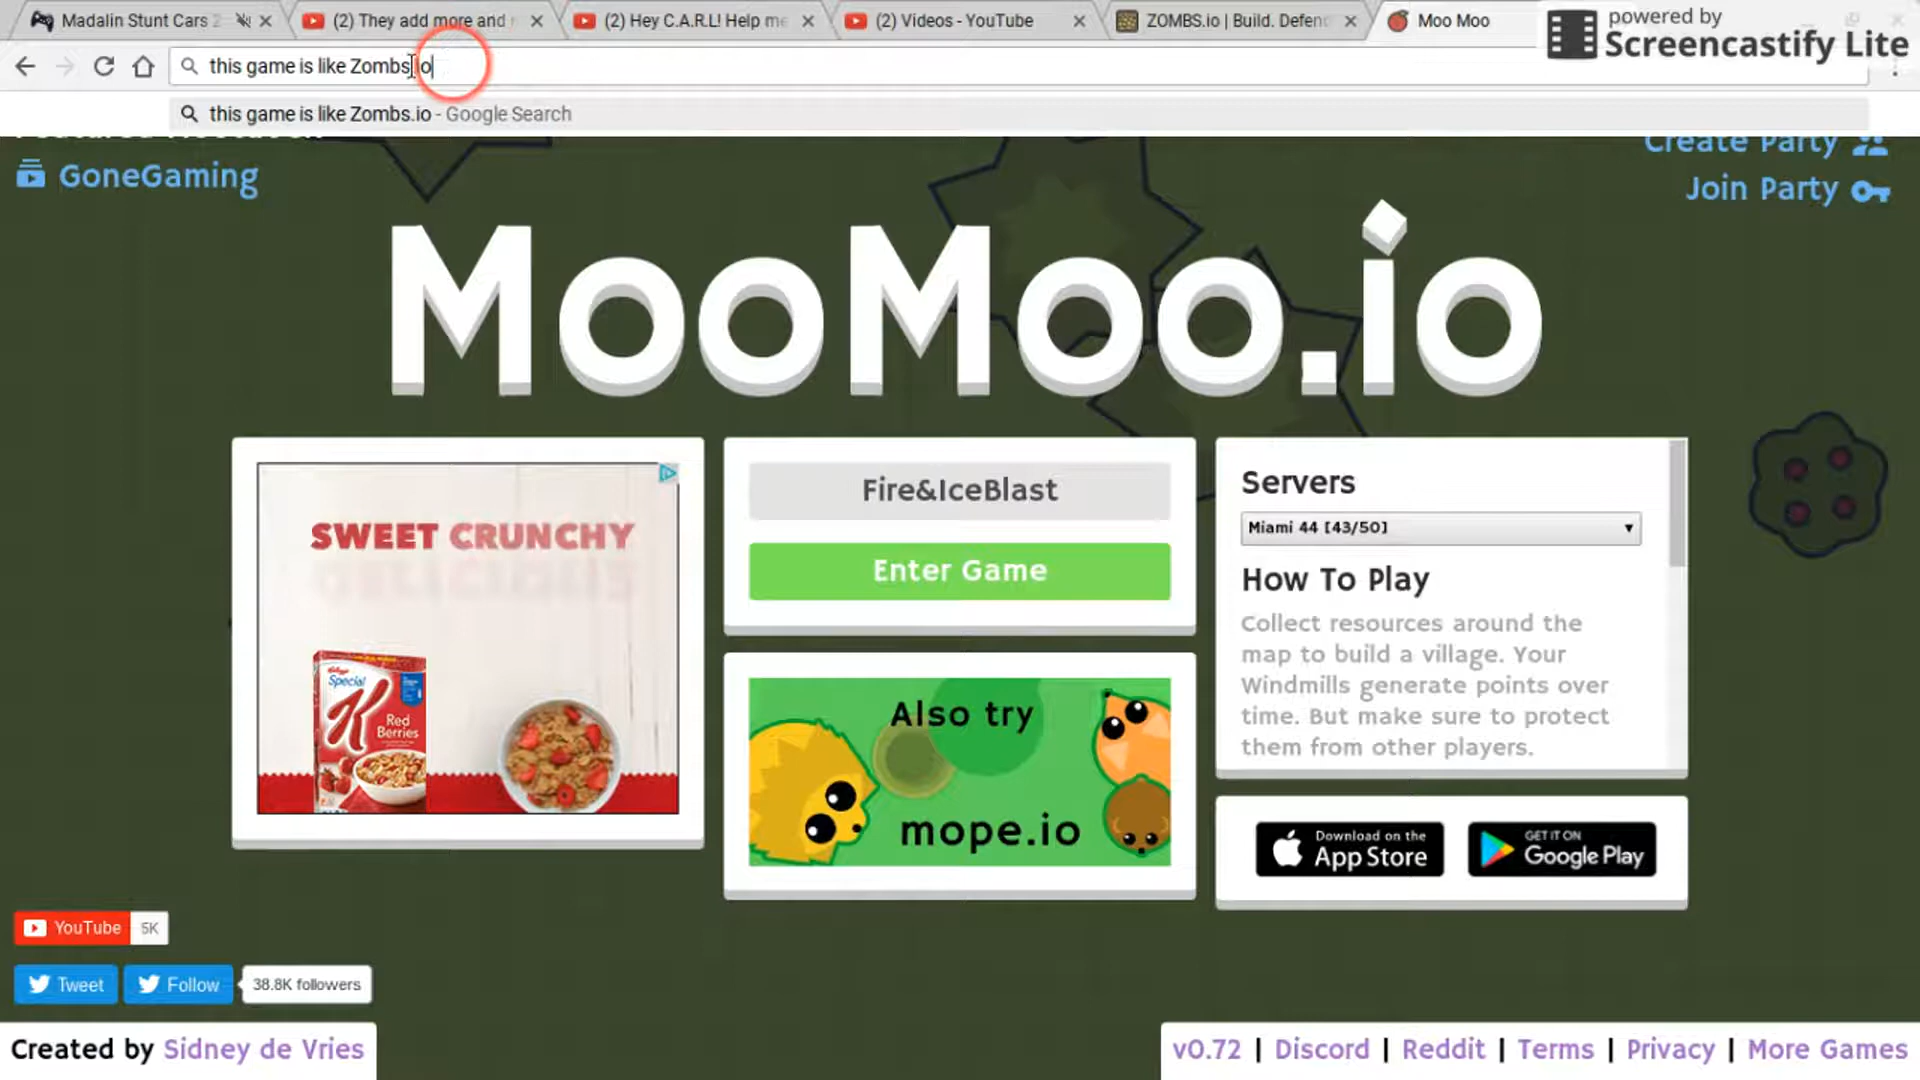 Madalin Stunt Cars 2
(2) They add more and
(2) Hey C.A.R.L! Help me
(2) Videos - YouTube
ZOMBS.io | Build. Defend
Moo Moo
powered by
Screencastify Lite
this game is like Zombs.io
this game is like Zombs.io - Google Search
GoneGaming
Create Party
Join Party
MooMoo.io
SWEET CRUNCHY
DELICIOUS
Kellogg's
Special
K
Red
Berries
Fire&IceBlast
Enter Game
Also try
mope.io
Servers
Miami 44 [43/50]
How To Play
Collect resources around the
map to build a village. Your
Windmills generate points over
time. But make sure to protect
them from other players.
Download on the
App Store
GET IT ON
Google Play
YouTube 5K
Tweet Follow 38.8K followers
Created by Sidney de Vries
v0.72 | Discord | Reddit | Terms | Privacy | More Games